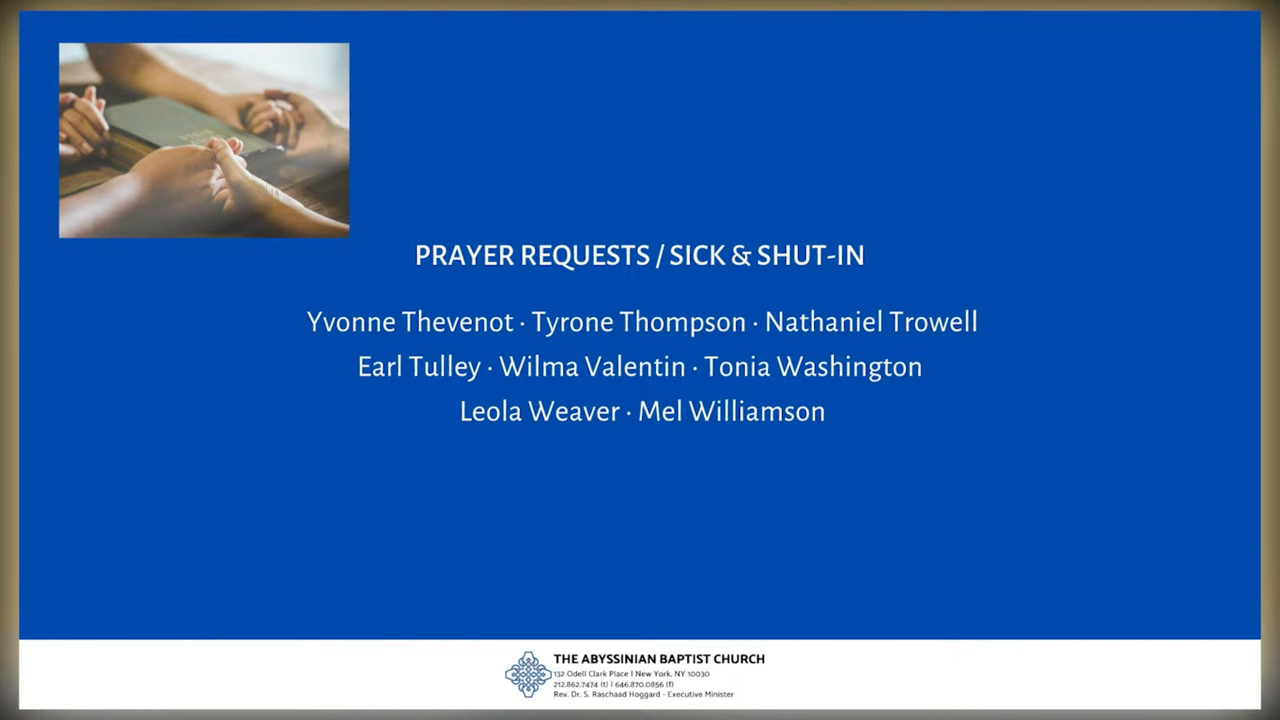 PRAYER REQUESTS / SICK & SHUT-IN
Yvonne Thevenot · Tyrone Thompson · Nathaniel Trowell
Earl Tulley · Wilma Valentin · Tonia Washington
Leola Weaver · Mel Williamson
THE ABYSSINIAN BAPTIST CHURCH
132 Odell Clark Place I New York, NY 10030
212.862.7474 (t) I 646.870.0856 (f)
Rev. Dr. S. Raschaad Hoggard - Executive Minister